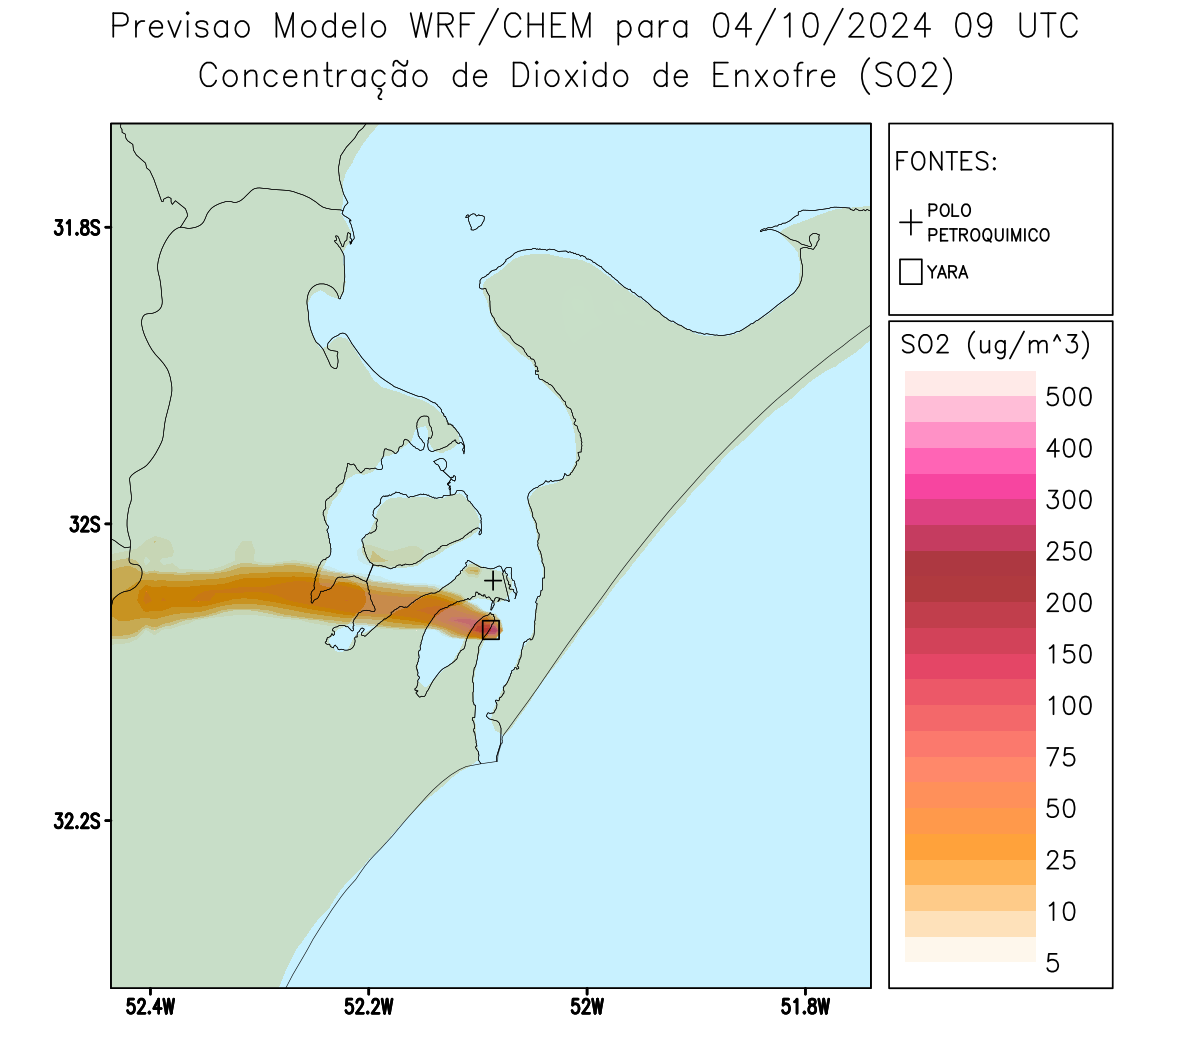 Previsao Modelo WRF/CHEM para 04/10/2024 09 UTC
Concentração de Dioxido de Enxofre (SO2)
FONTES:
POLO
PETROQUIMICO
YARA
31.8S
32S
32.2S
52.4W
52.2W
52W
51.8W
SO2 (ug/m^3)
500
400
300
250
200
150
100
75
50
25
10
5